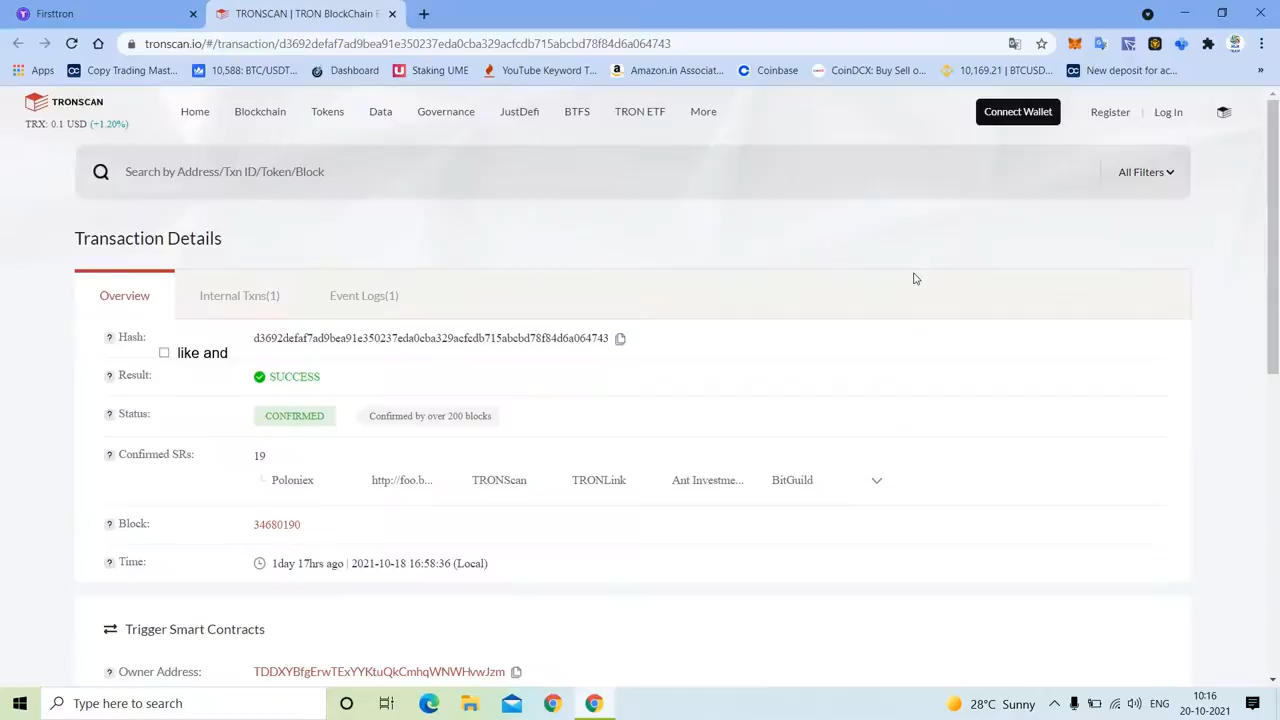 Firsttron
TRONSCAN | TRON BlockChain E
tronscan.io/#/transaction/d3692defaf7ad9bea91e350237eda0cba329acfcdb715abcbd78f84d6a064743
Apps
Copy Trading Mast...
10,588: BTC/USDT...
Dashboard
Staking UME
YouTube Keyword T...
Amazon.in Associat...
Coinbase
CoinDCX: Buy Sell o...
10,169.21 | BTCUSD...
New deposit for ac...
»
TRONSCAN
TRX: 0.1 USD (+1.20%)
Home
Blockchain
Tokens
Data
Governance
JustDefi
BTFS
TRON ETF
More
Connect Wallet
Register
Log In
Search by Address/Txn ID/Token/Block
All Filters
Transaction Details
Overview
Internal Txns(1)
Event Logs(1)
Hash:
d3692defaf7ad9bea91e350237eda0cba329acfcdb715abcbd78f84d6a064743
like and
Result:
SUCCESS
Status:
CONFIRMED
Confirmed by over 200 blocks
Confirmed SRs:
19
Poloniex
http://foo.b...
TRONScan
TRONLink
Ant Investme...
BitGuild
Block:
34680190
Time:
1day 17hrs ago | 2021-10-18 16:58:36 (Local)
Trigger Smart Contracts
Owner Address:
TDDXYBfgErwTExYYKtuQkCmhqWNWHvwJzm
Type here to search
28°C Sunny
ENG
10:16
20-10-2021